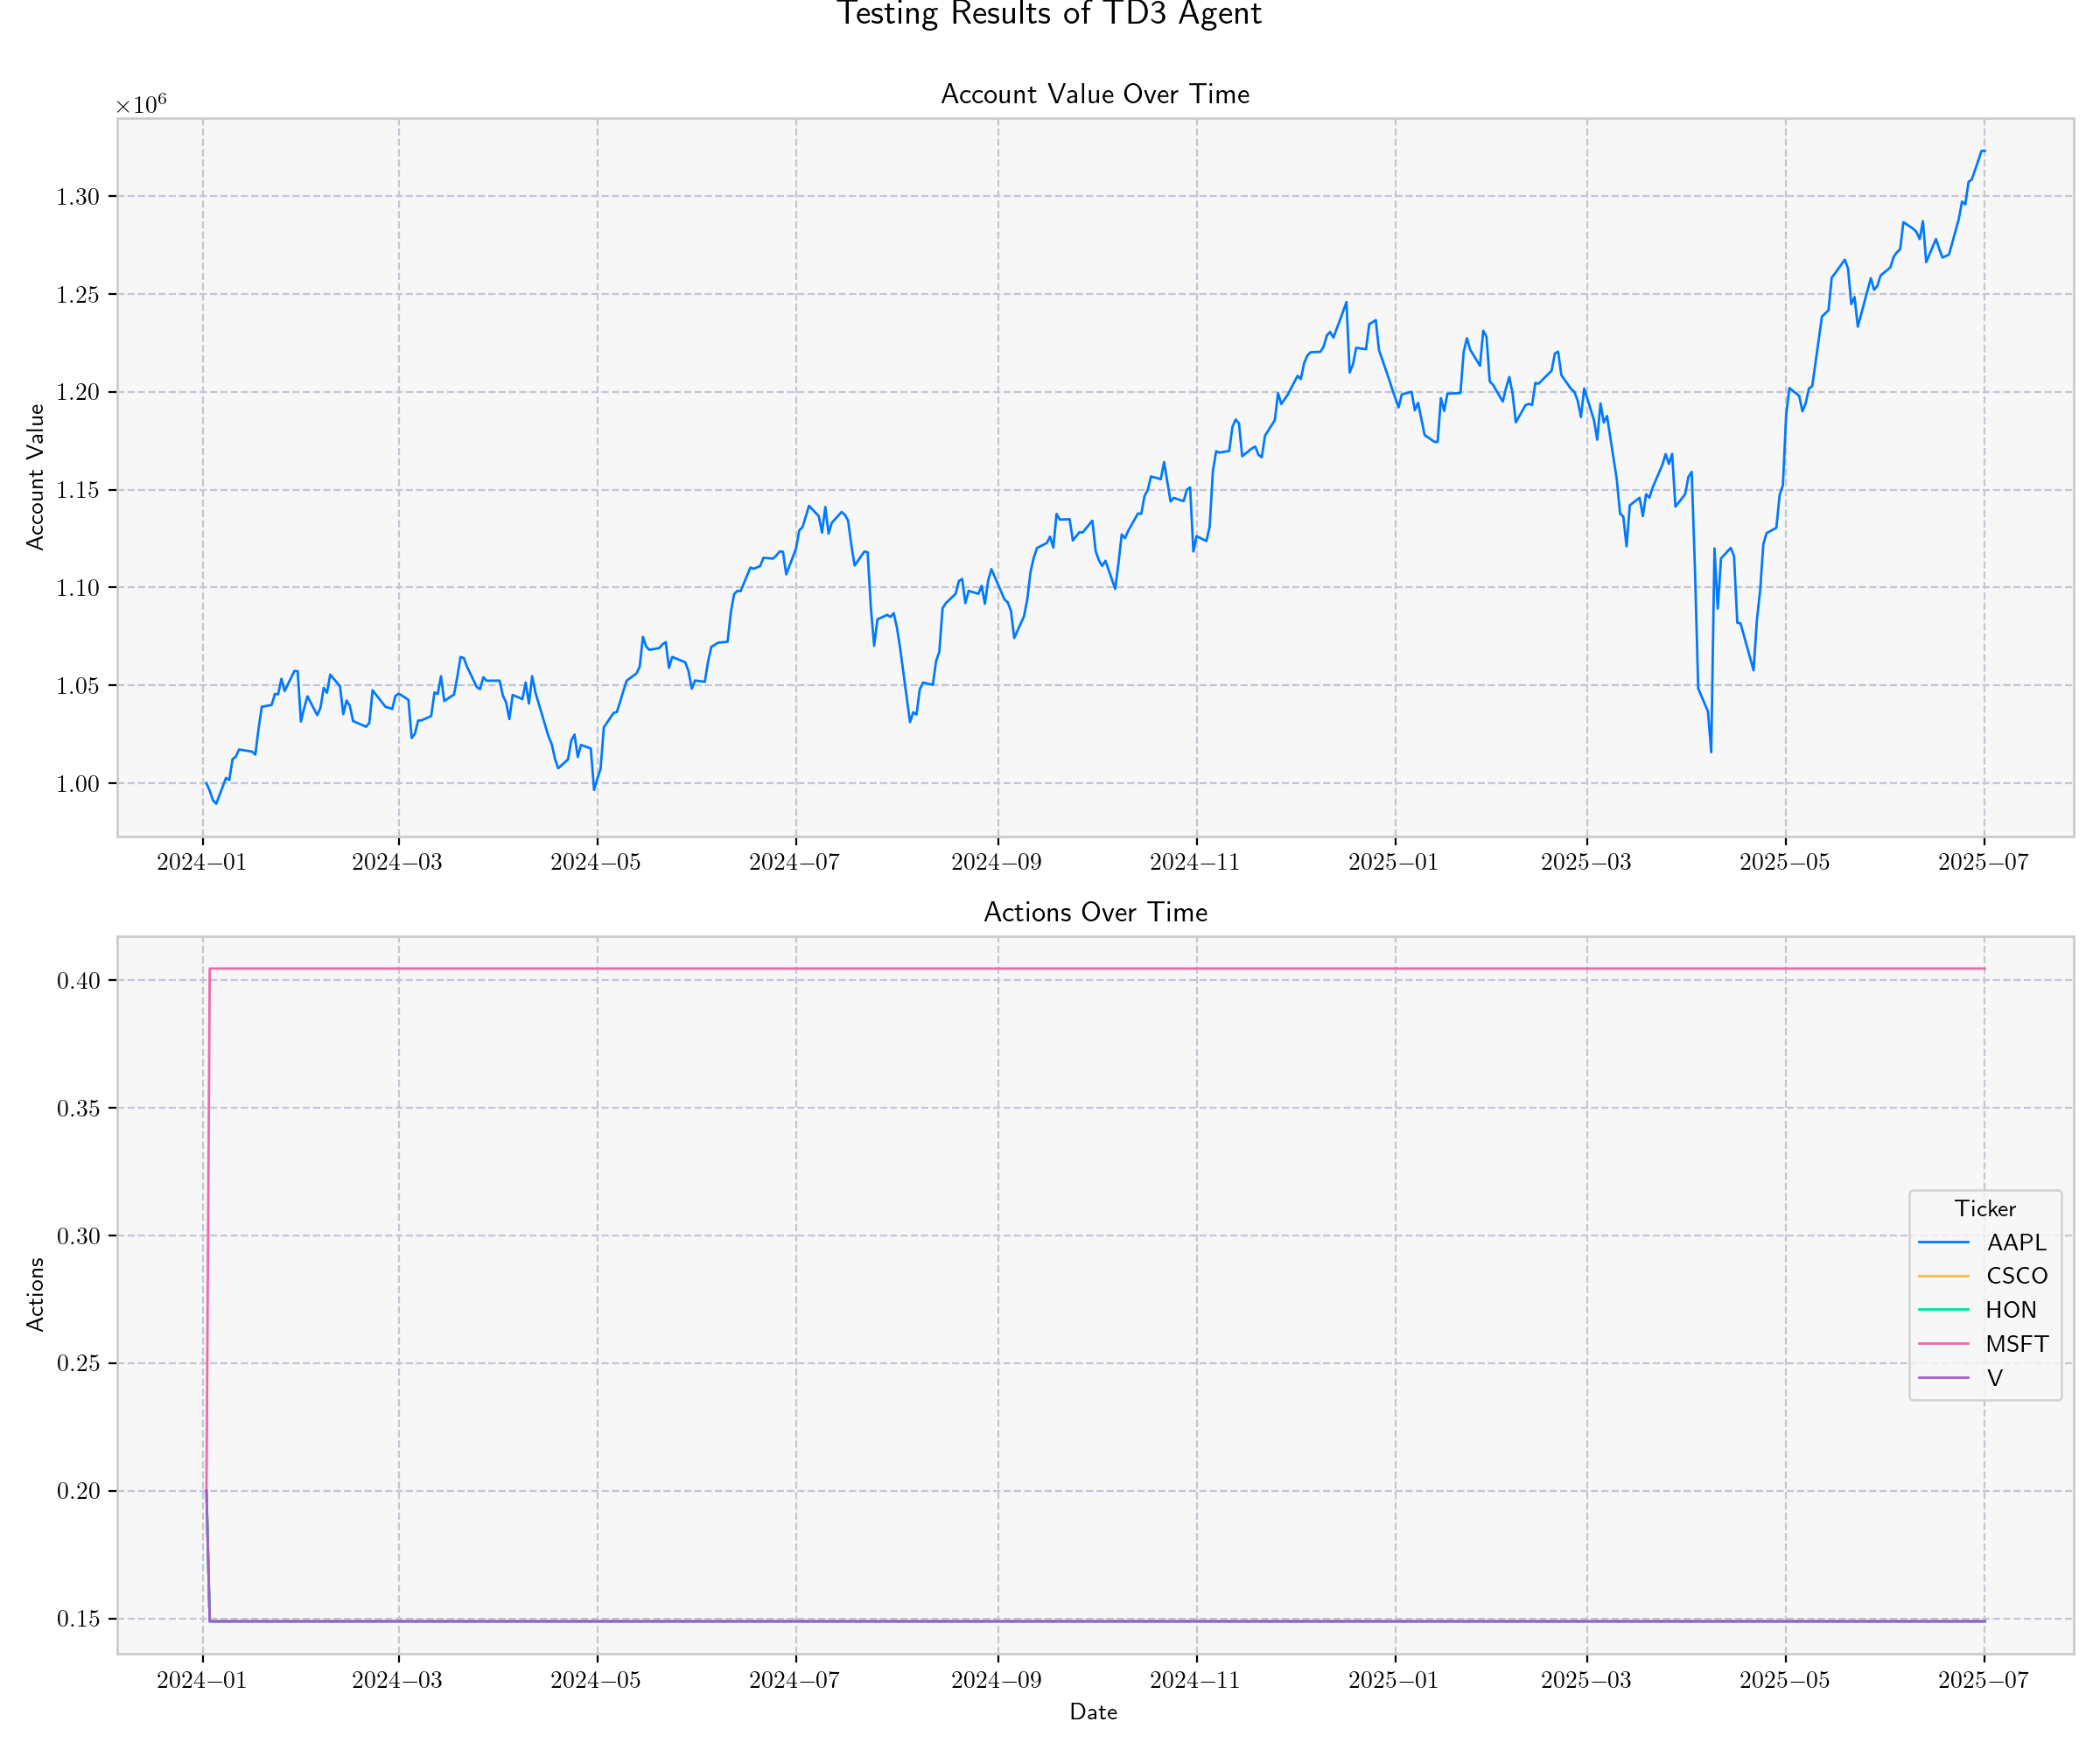 Testing Results of TD3 Agent
Account Value Over Time
×10⁶
Account Value
1.30
1.25
1.20
1.15
1.10
1.05
1.00
2024–01 2024–03 2024–05 2024–07 2024–09 2024–11 2025–01 2025–03 2025–05 2025–07
Actions Over Time
Actions
0.40
0.35
0.30
0.25
0.20
0.15
Ticker
AAPL
CSCO
HON
MSFT
V
2024–01 2024–03 2024–05 2024–07 2024–09 2024–11 2025–01 2025–03 2025–05 2025–07
Date